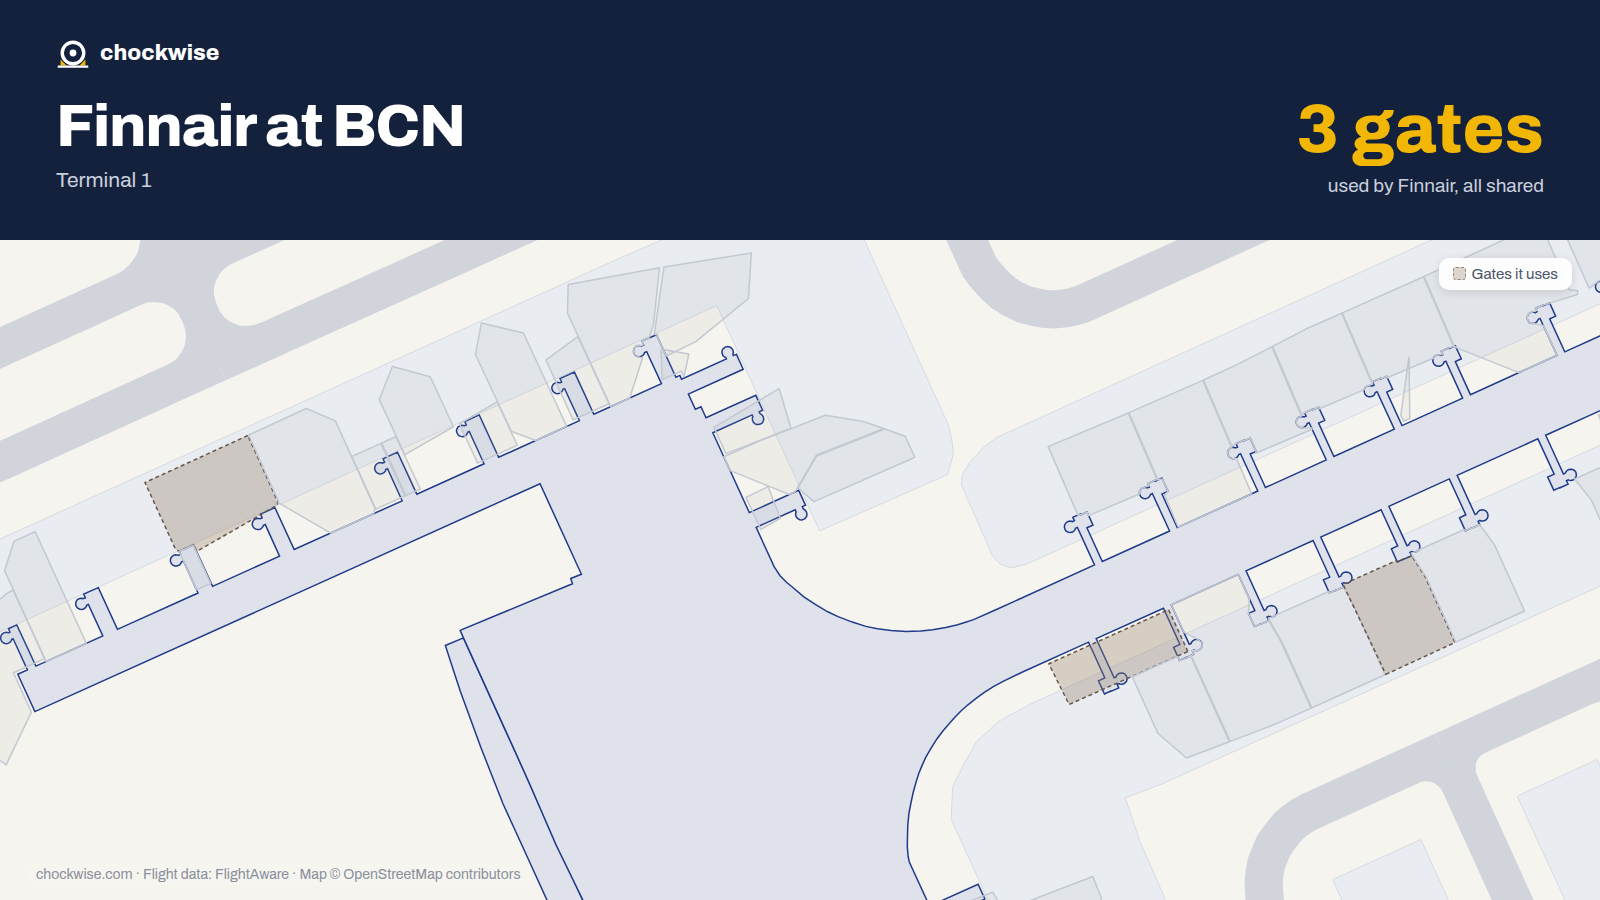 chockwise
Finnair at BCN
Terminal 1
3 gates
used by Finnair, all shared
Gates it uses
chockwise.com · Flight data: FlightAware · Map © OpenStreetMap contributors